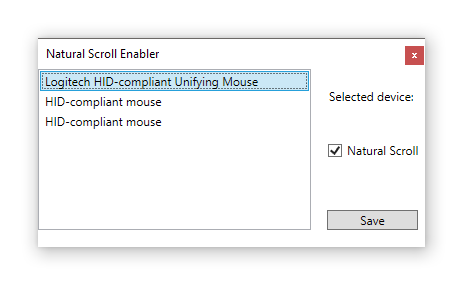 Natural Scroll Enabler
x
Logitech HID-compliant Unifying Mouse
HID-compliant mouse
HID-compliant mouse
Selected device:
Natural Scroll
Save